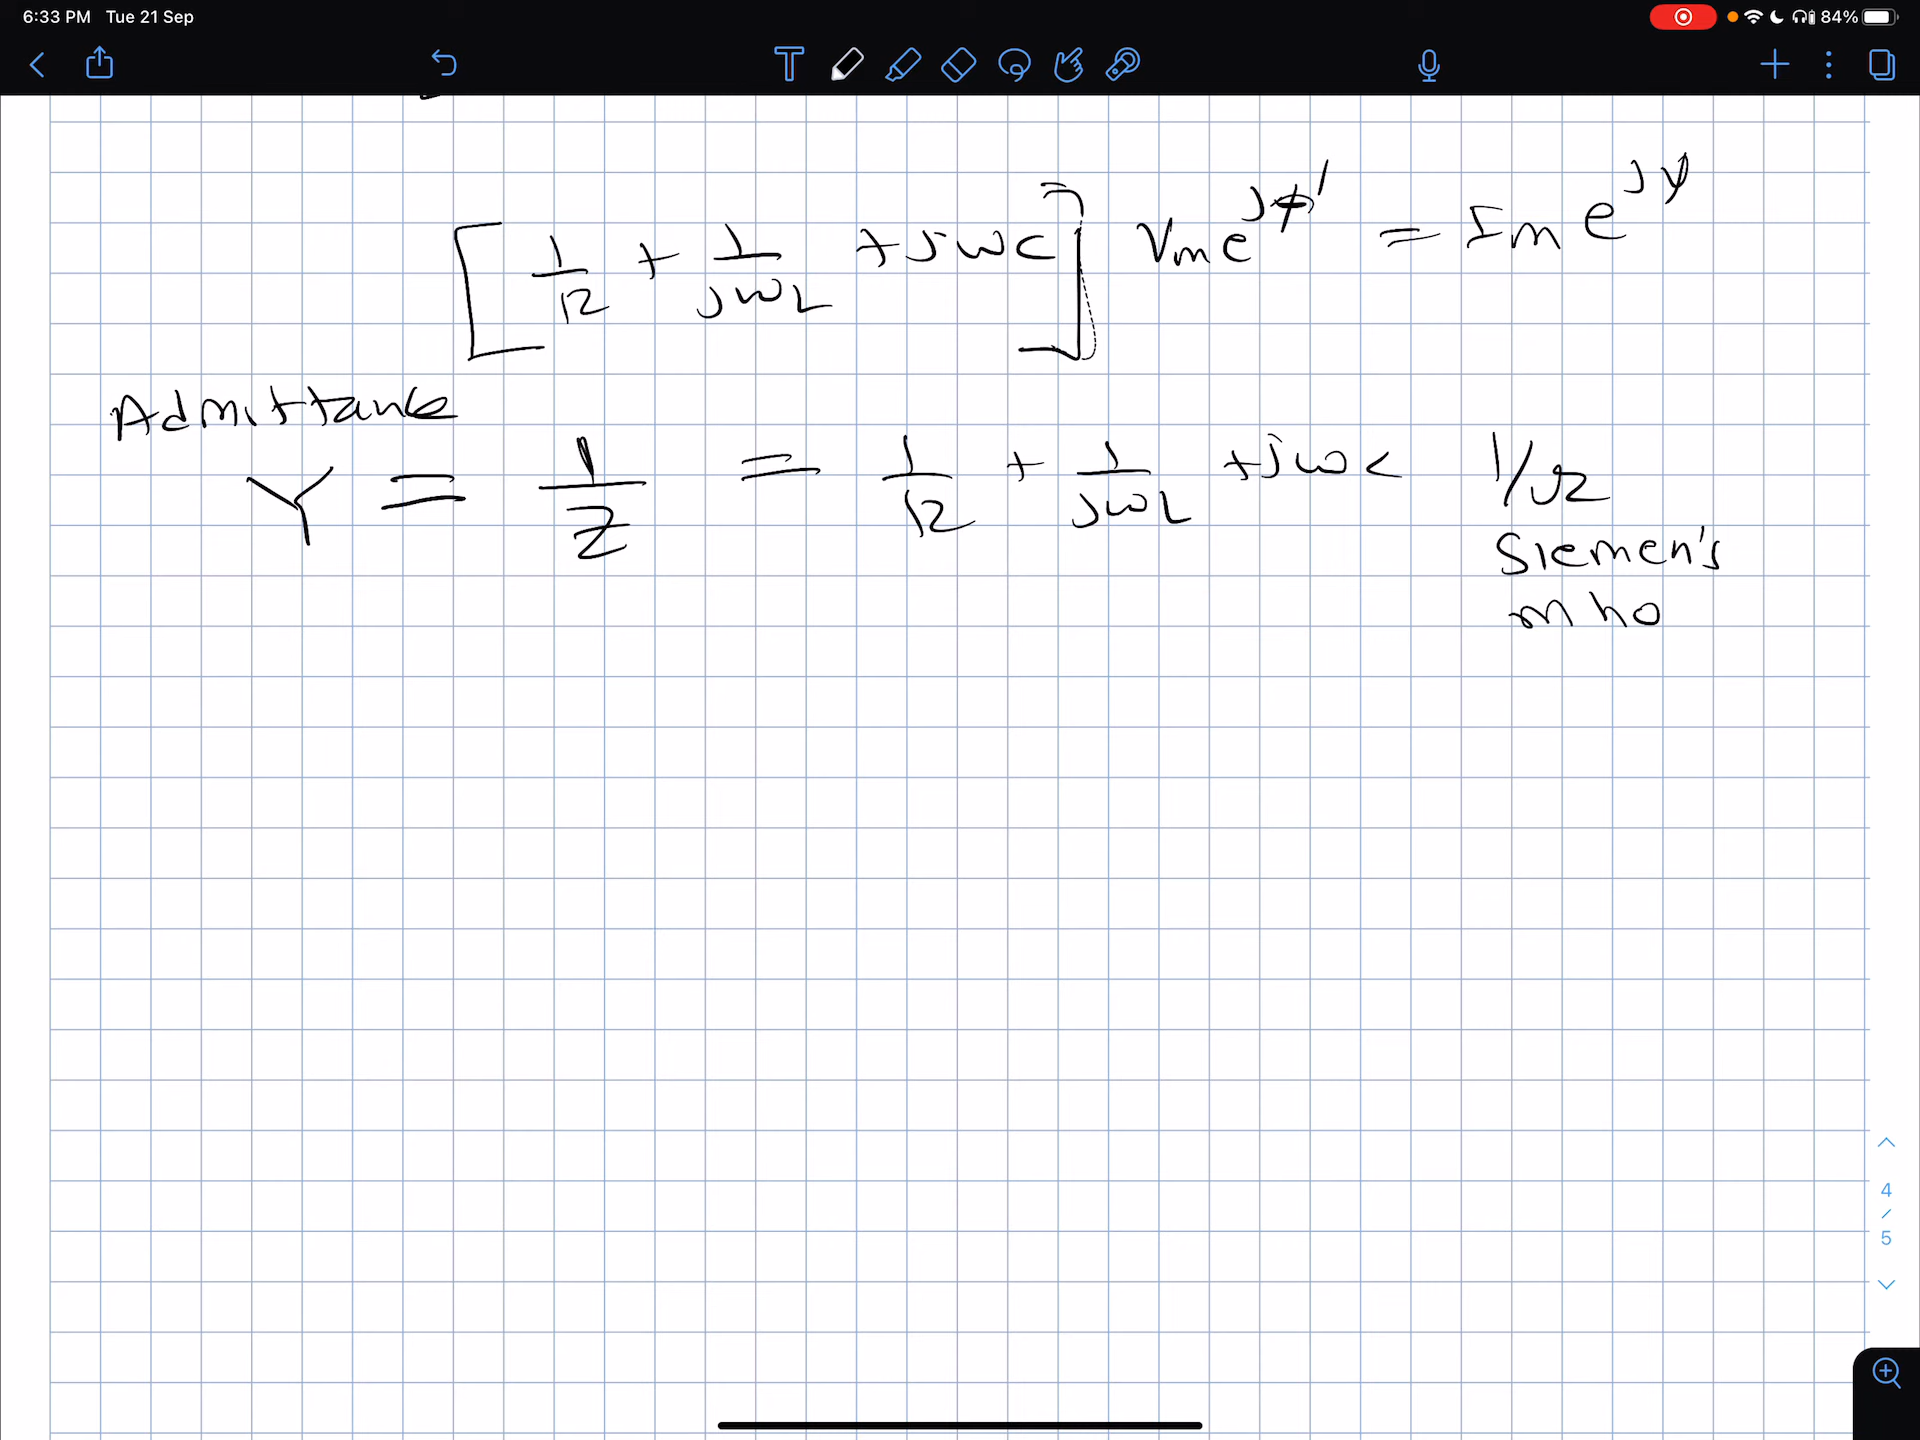 6:33 PM Tue 21 Sep 84%
[ 1/R + 1/jωL + jωC ] Vm e^jϕ' = Im e^jψ
Admittance
Y = 1/Z = 1/R + 1/jωL + jωC 1/Ω
Siemen's
mho
4
/
5